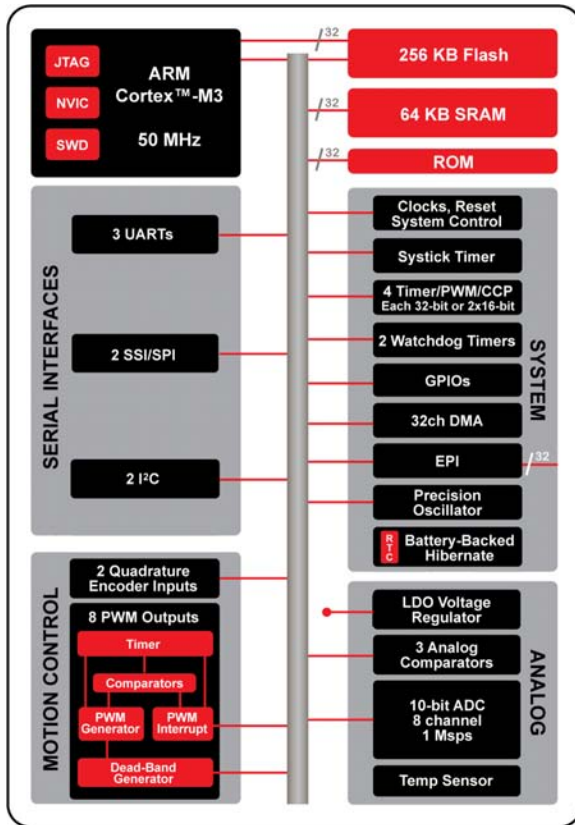 JTAG
NVIC
SWD
ARM
Cortex™-M3
50 MHz
32
256 KB Flash
32
64 KB SRAM
32
ROM
SERIAL INTERFACES
3 UARTs
2 SSI/SPI
2 I²C
SYSTEM
Clocks, Reset
System Control
Systick Timer
4 Timer/PWM/CCP
Each 32-bit or 2x16-bit
2 Watchdog Timers
GPIOs
32ch DMA
EPI
32
Precision
Oscillator
RTC
Battery-Backed
Hibernate
MOTION CONTROL
2 Quadrature
Encoder Inputs
8 PWM Outputs
Timer
Comparators
PWM
Generator
PWM
Interrupt
Dead-Band
Generator
ANALOG
LDO Voltage
Regulator
3 Analog
Comparators
10-bit ADC
8 channel
1 Msps
Temp Sensor